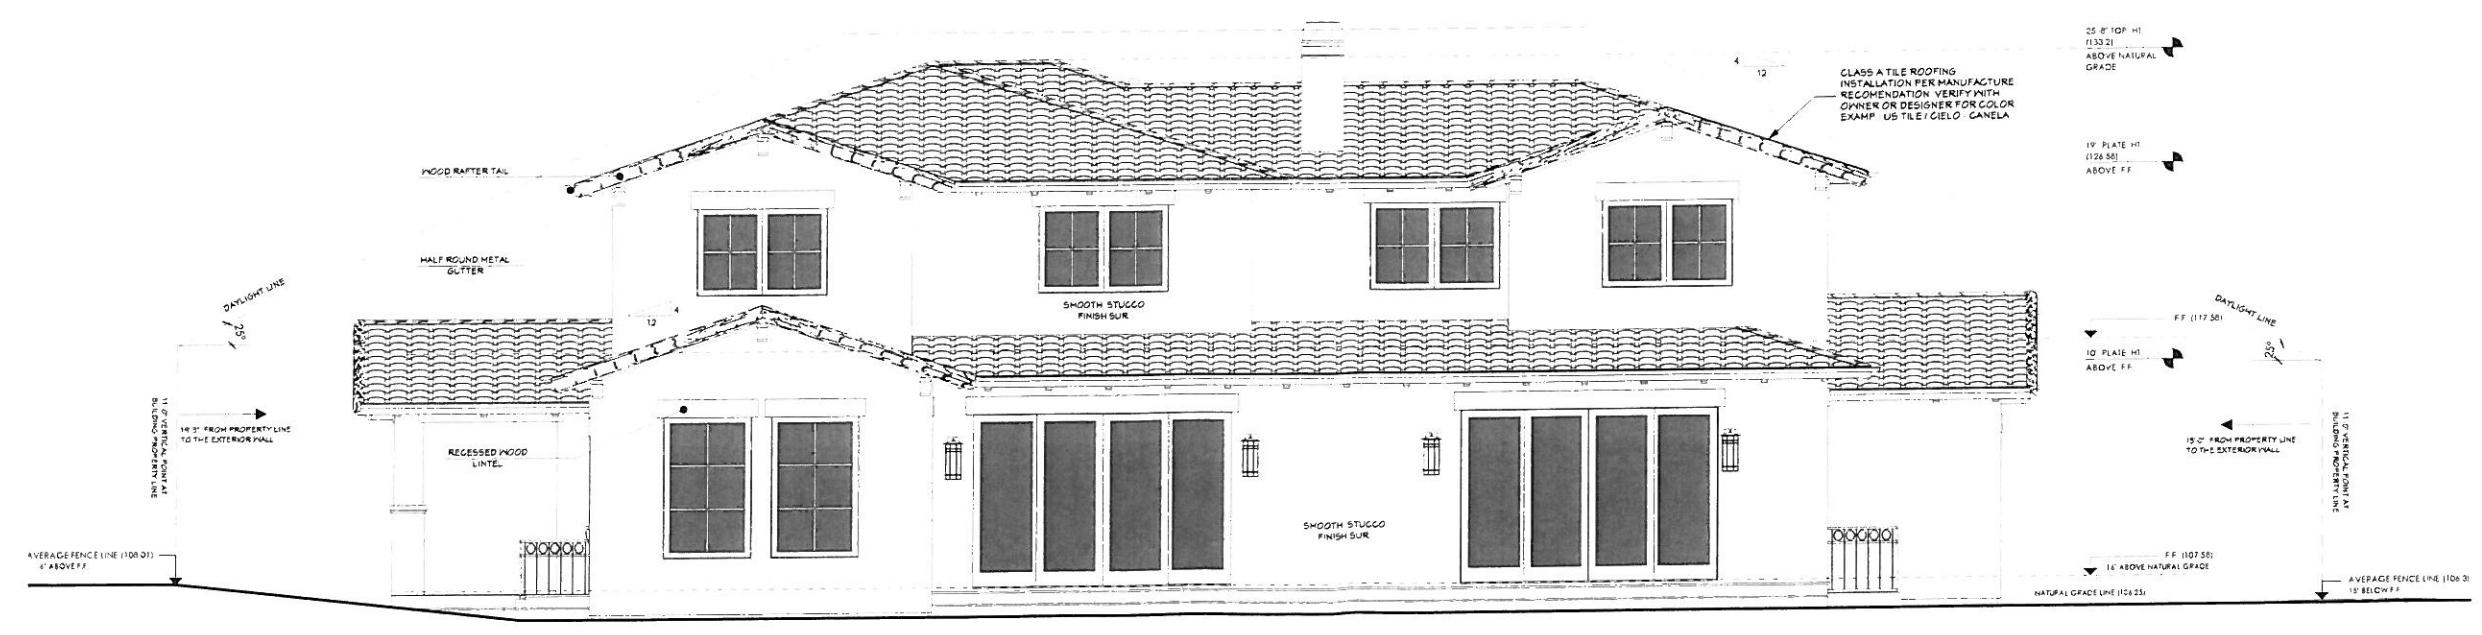 25'-8" TOP HT
(133.2)
ABOVE NATURAL
GRADE
4
12
CLASS A TILE ROOFING
INSTALLATION PER MANUFACTURE
RECOMENDATION VERIFY WITH
OWNER OR DESIGNER FOR COLOR
EXAMP US TILE / CIELO - CANELA
19' PLATE HT
(126.58)
ABOVE F.F
WOOD RAFTER TAIL
HALF ROUND METAL
GUTTER
DAYLIGHT LINE
25°
12
4
SMOOTH STUCCO
FINISH SUR
DAYLIGHT LINE
25°
F.F. (117.58)
10' PLATE HT
ABOVE F.F
11'-0" VERTICAL POINT AT
BUILDING PROPERTY LINE
19'-3" FROM PROPERTY LINE
TO THE EXTERIOR WALL
RECESSED WOOD
LINTEL
SMOOTH STUCCO
FINISH SUR
15'-0" FROM PROPERTY LINE
TO THE EXTERIOR WALL
11'-0" VERTICAL POINT AT
BUILDING PROPERTY LINE
AVERAGE FENCE LINE (108.01)
6" ABOVE F.F
F.F. (107.58)
16" ABOVE NATURAL GRADE
NATURAL GRADE LINE (106.25)
AVERAGE FENCE LINE (106.3)
15" BELOW F.F